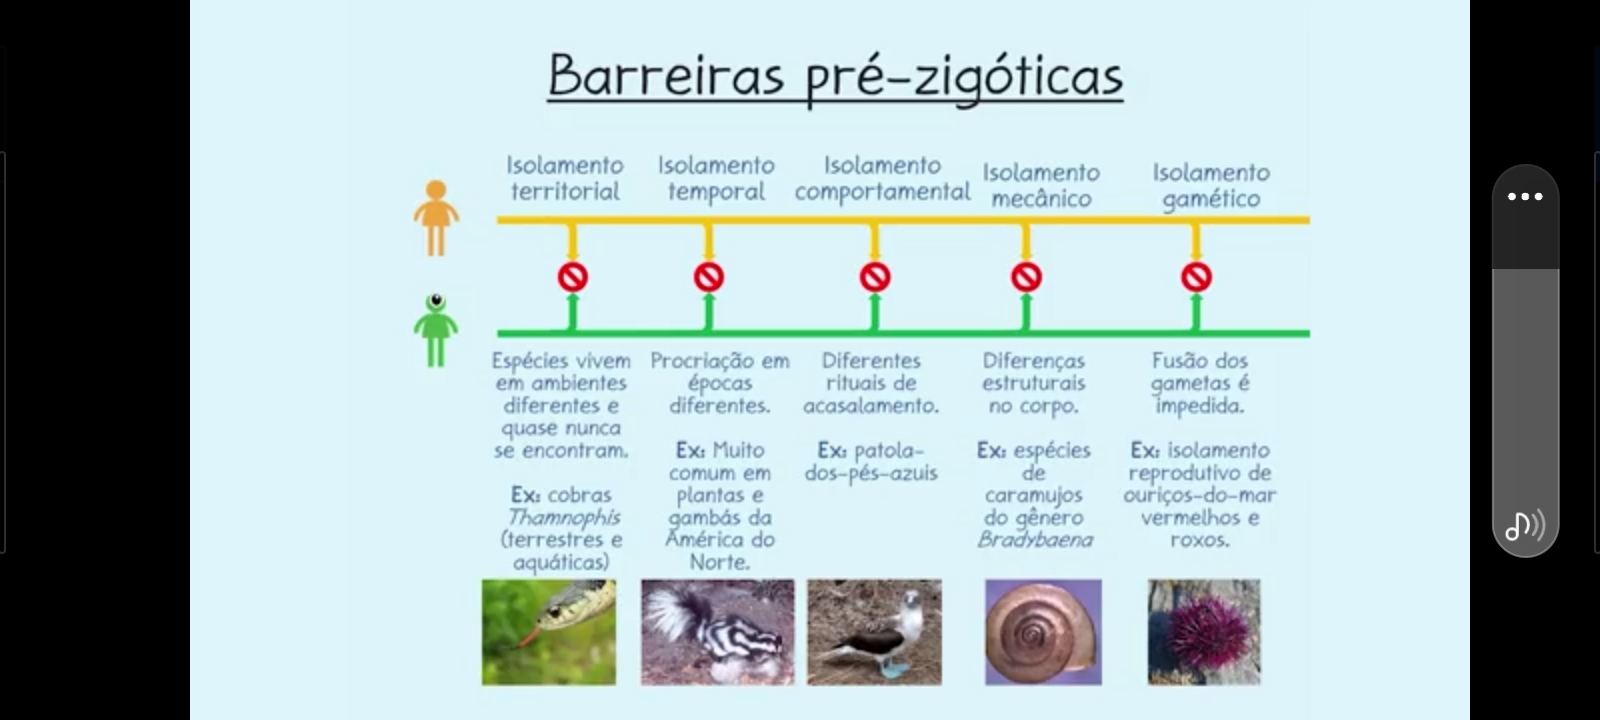 Barreiras pré-zigóticas
Isolamento
territorial
Isolamento
temporal
Isolamento
comportamental
Isolamento
mecânico
Isolamento
gamético
Espécies vivem
em ambientes
diferentes e
quase nunca
se encontram.
Ex: cobras
Thamnophis
(terrestres e
aquáticas)
Procriação em
épocas
diferentes.
Ex: Muito
comum em
plantas e
gambás da
América do
Norte.
Diferentes
rituais de
acasalamento.
Ex: patola-
dos-pés-azuis
Diferenças
estruturais
no corpo.
Ex: espécies
de
caramujos
do gênero
Bradybaena
Fusão dos
gametas é
impedida.
Ex: isolamento
reprodutivo de
ouriços-do-mar
vermelhos e
roxos.